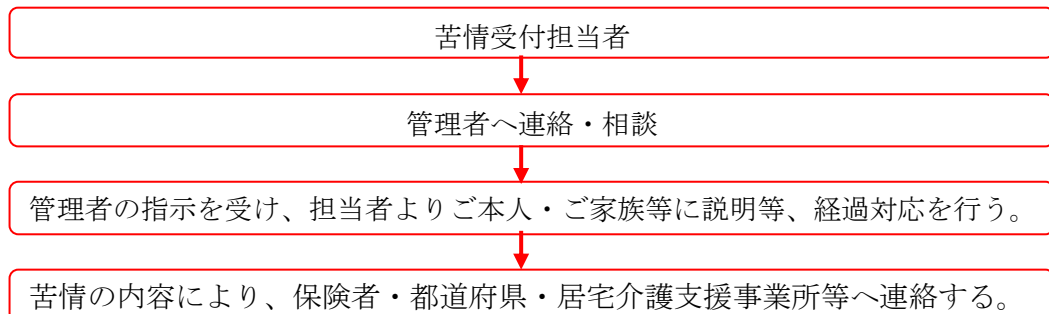 苦情受付担当者
管理者へ連絡・相談
管理者の指示を受け、担当者よりご本人・ご家族等に説明等、経過対応を行う。
苦情の内容により、保険者・都道府県・居宅介護支援事業所等へ連絡する。